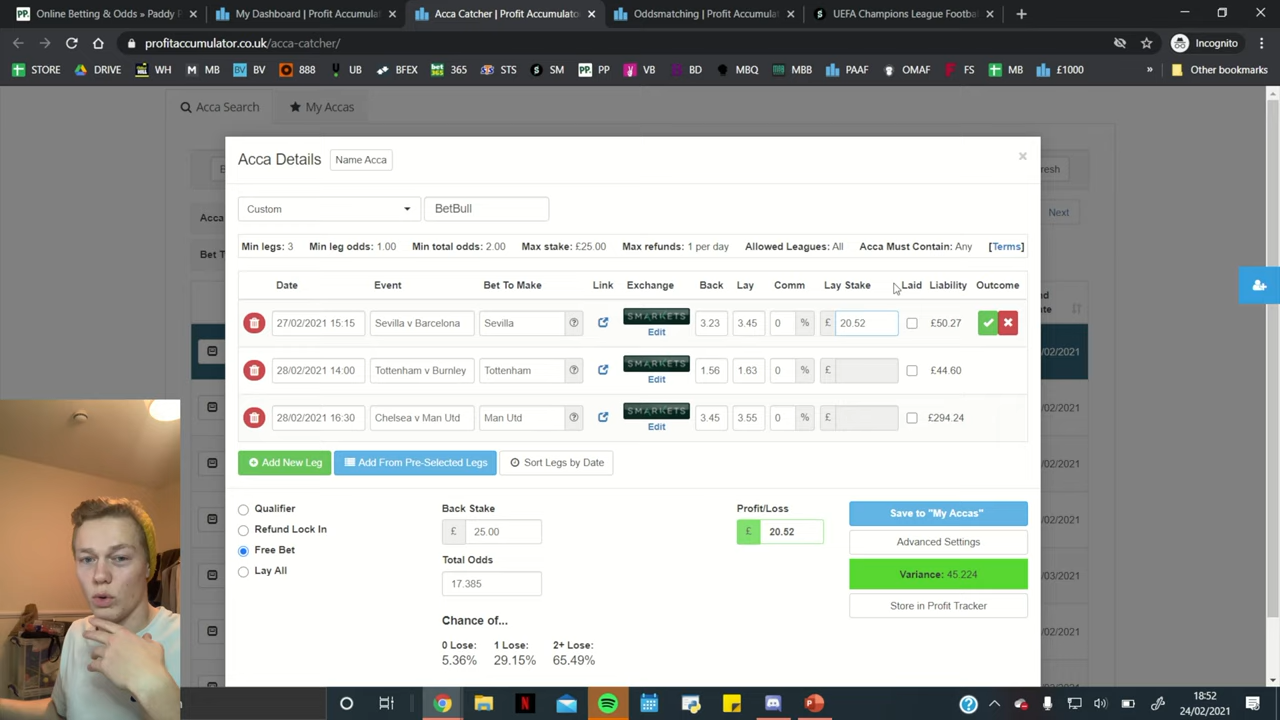 Online Betting & Odds » Paddy P
My Dashboard | Profit Accumulat
Acca Catcher | Profit Accumulato
Oddsmatching | Profit Accumulato
UEFA Champions League Footba
profitaccumulator.co.uk/acca-catcher/
Incognito
STORE
DRIVE
WH
MB
BV
888
UB
BFEX
365
STS
SM
PP
VB
BD
MBQ
MBB
PAAF
OMAF
FS
MB
£1000
Other bookmarks
Acca Search
My Accas
Acca Details
Name Acca
Custom
BetBull
Next
Min legs: 3 Min leg odds: 1.00 Min total odds: 2.00 Max stake: £25.00 Max refunds: 1 per day Allowed Leagues: All Acca Must Contain: Any [Terms]
Date Event Bet To Make Link Exchange Back Lay Comm Lay Stake Laid Liability Outcome
27/02/2021 15:15 Sevilla v Barcelona Sevilla SMARKETS 3.23 3.45 0 % £ 20.52 £50.27
Edit
28/02/2021 14:00 Tottenham v Burnley Tottenham SMARKETS 1.56 1.63 0 % £ £44.60
Edit
28/02/2021 16:30 Chelsea v Man Utd Man Utd SMARKETS 3.45 3.55 0 % £ £294.24
Edit
Add New Leg
Add From Pre-Selected Legs
Sort Legs by Date
Qualifier
Refund Lock In
Free Bet
Lay All
Back Stake
£ 25.00
Total Odds
17.385
Chance of...
0 Lose: 1 Lose: 2+ Lose:
5.36% 29.15% 65.49%
Profit/Loss
£ 20.52
Save to "My Accas"
Advanced Settings
Variance: 45.224
Store in Profit Tracker
18:52
24/02/2021